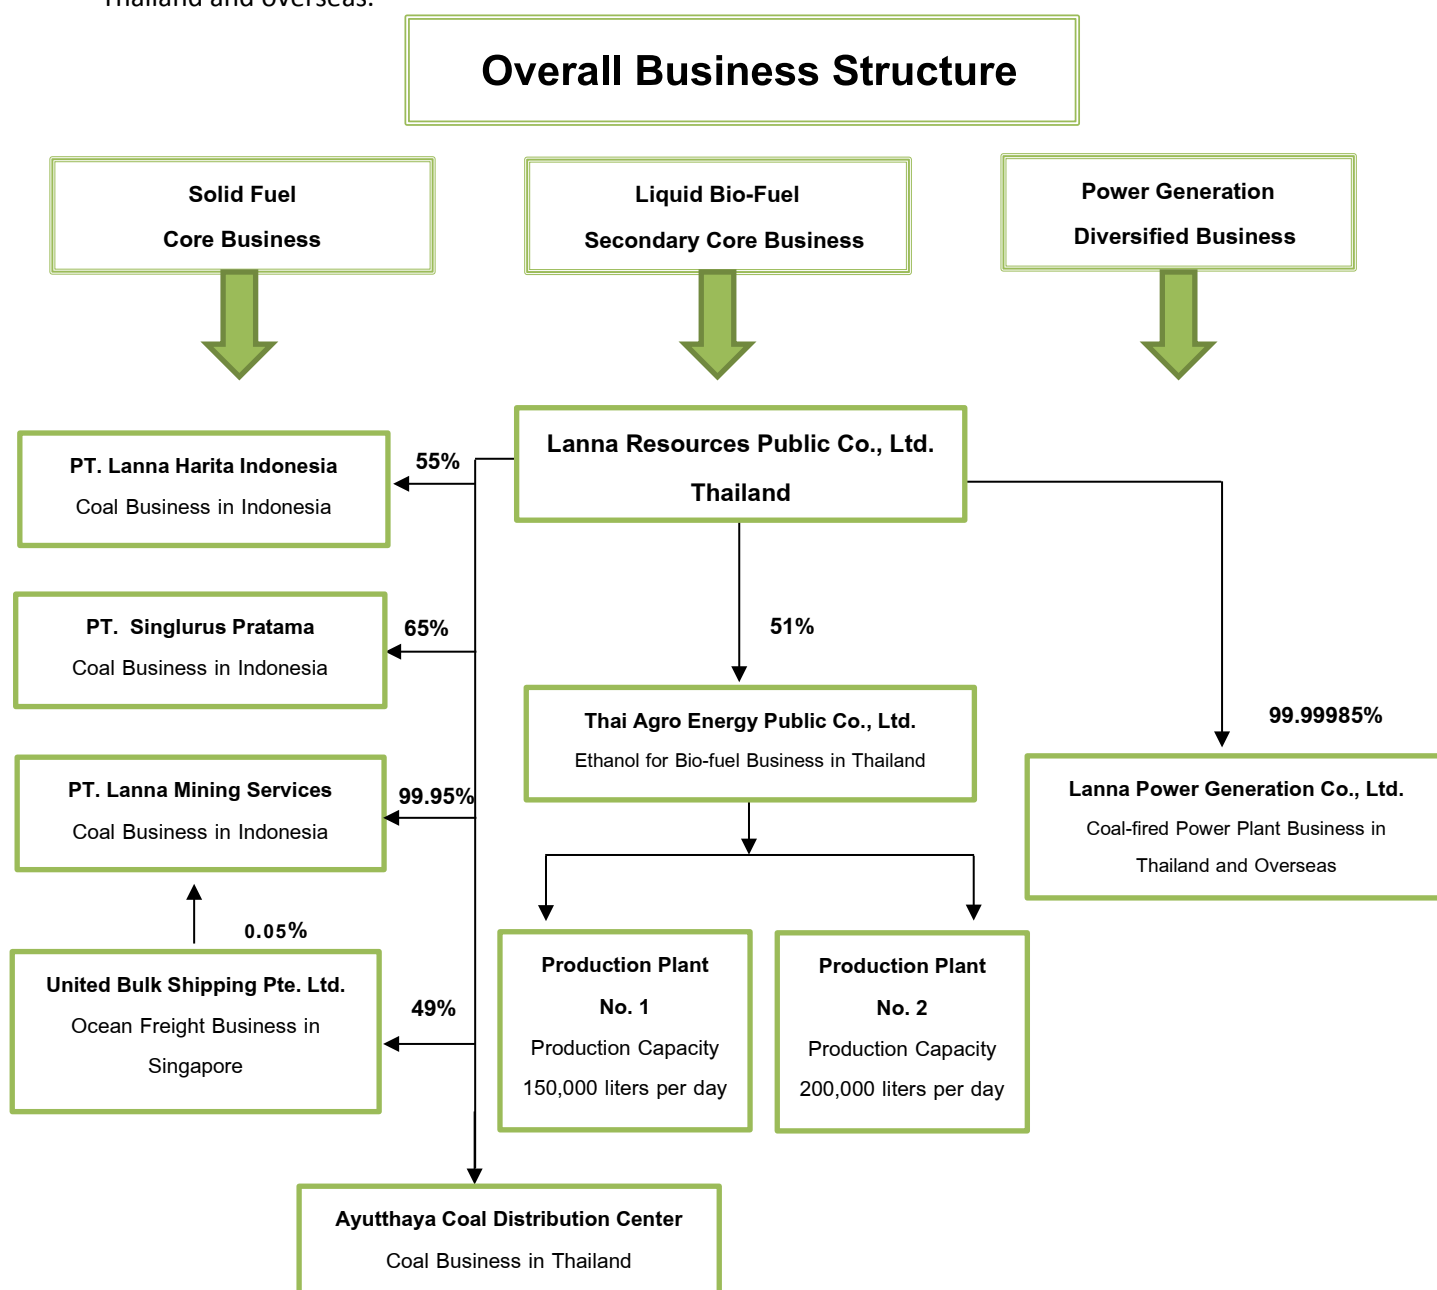 Thailand and overseas.
Overall Business Structure
Solid Fuel
Core Business
Liquid Bio-Fuel
Secondary Core Business
Power Generation
Diversified Business
Lanna Resources Public Co., Ltd.
Thailand
PT. Lanna Harita Indonesia
Coal Business in Indonesia
55%
PT. Singlurus Pratama
Coal Business in Indonesia
65%
51%
Thai Agro Energy Public Co., Ltd.
Ethanol for Bio-fuel Business in Thailand
99.99985%
Lanna Power Generation Co., Ltd.
Coal-fired Power Plant Business in
Thailand and Overseas
PT. Lanna Mining Services
Coal Business in Indonesia
99.95%
0.05%
United Bulk Shipping Pte. Ltd.
Ocean Freight Business in
Singapore
49%
Production Plant
No. 1
Production Capacity
150,000 liters per day
Production Plant
No. 2
Production Capacity
200,000 liters per day
Ayutthaya Coal Distribution Center
Coal Business in Thailand